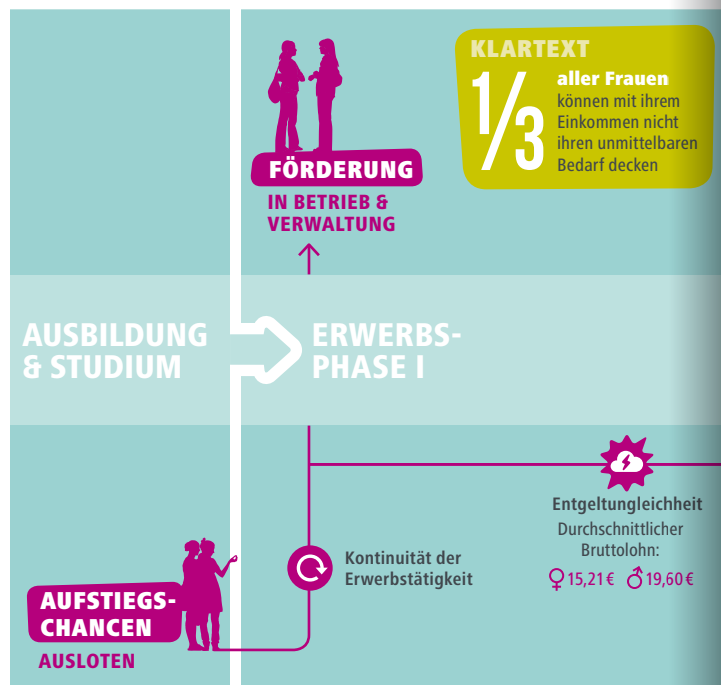 KLARTEXT
1/3
aller Frauen
können mit ihrem
Einkommen nicht
ihren unmittelbaren
Bedarf decken
FÖRDERUNG
IN BETRIEB &
VERWALTUNG
AUSBILDUNG
& STUDIUM
ERWERBS-
PHASE I
Entgeltungleichheit
Durchschnittlicher
Bruttolohn:
♀ 15,21 € ♂ 19,60 €
Kontinuität der
Erwerbstätigkeit
AUFSTIEGS-
CHANCEN
AUSLOTEN